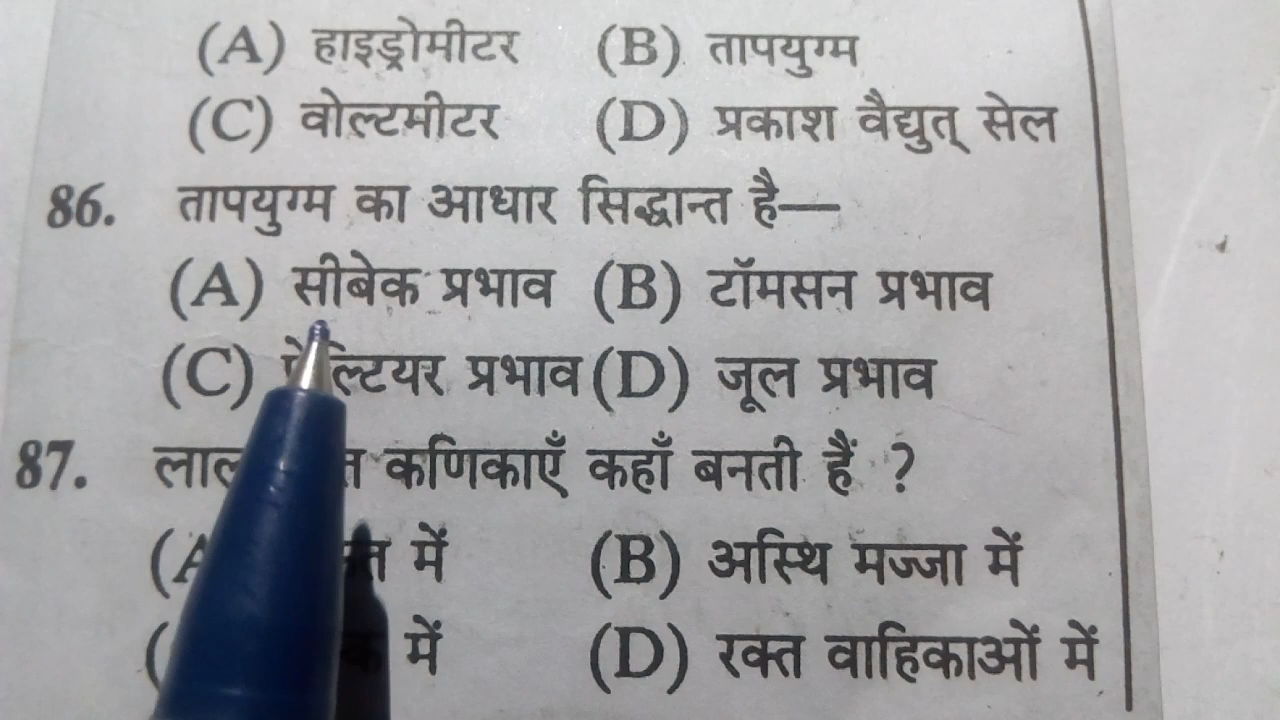 (A) हाइड्रोमीटर (B) तापयुग्म
(C) वोल्टमीटर (D) प्रकाश वैद्युत् सेल
86. तापयुग्म का आधार सिद्धान्त है—
(A) सीबेक प्रभाव (B) टॉमसन प्रभाव
(C) प्रभाव (D) जूल प्रभाव
87. कणिकाएँ कहाँ बनती हैं ?
में (B) अस्थि मज्जा में
में (D) रक्त वाहिकाओं में